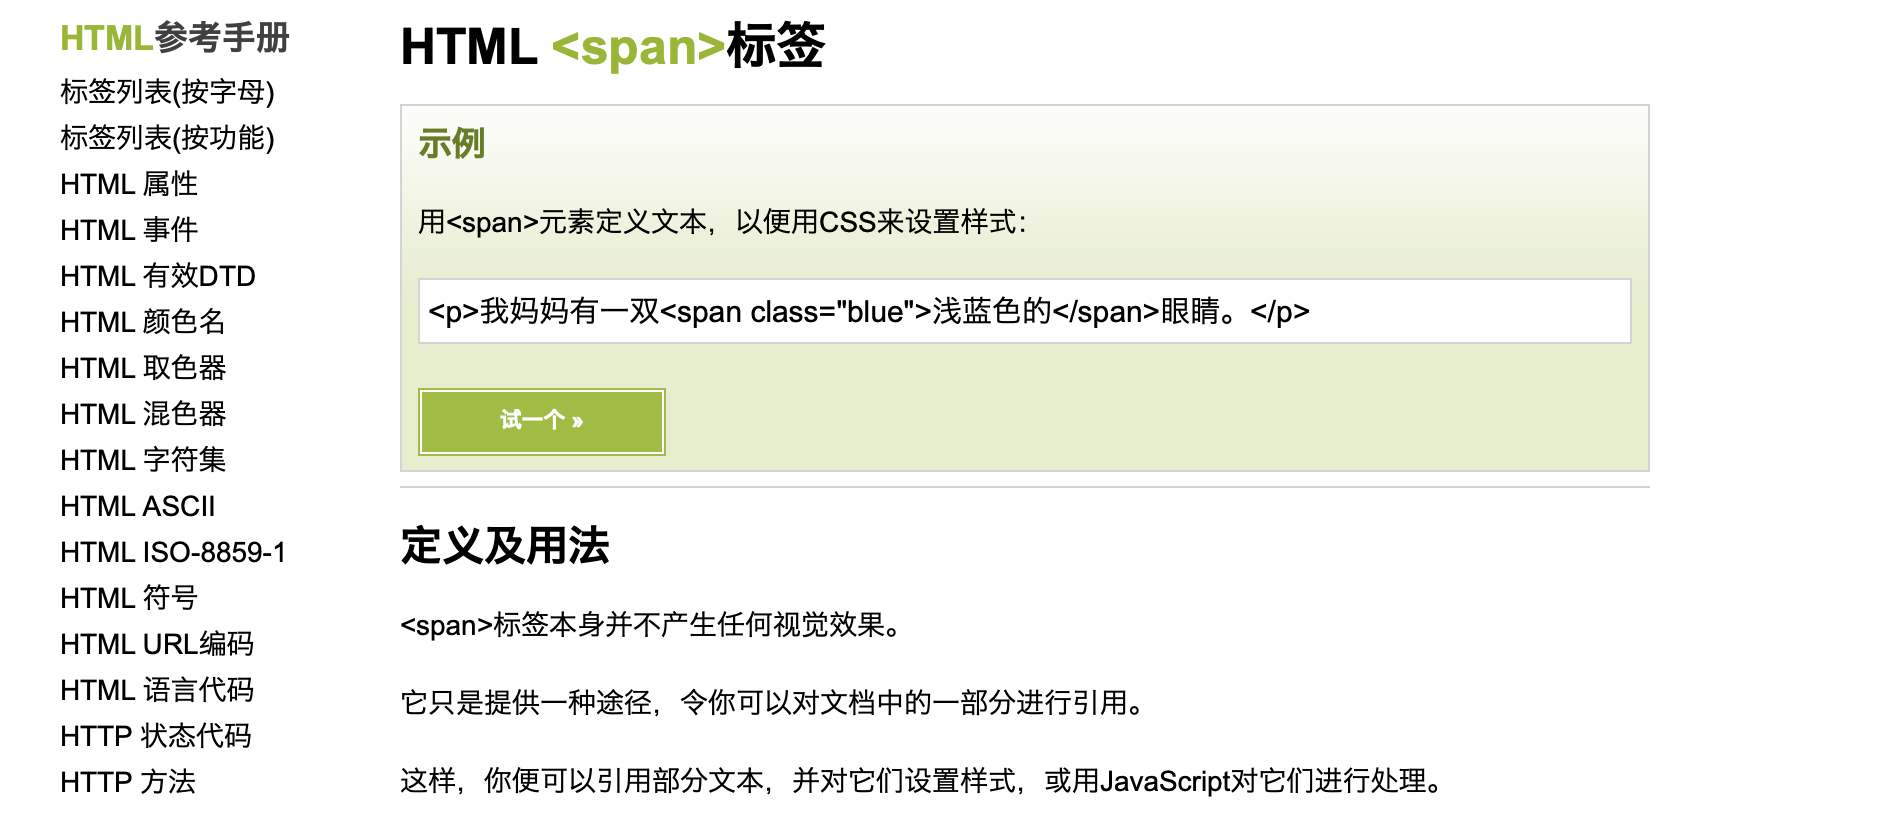 HTML参考手册
标签列表(按字母)
标签列表(按功能)
HTML 属性
HTML 事件
HTML 有效DTD
HTML 颜色名
HTML 取色器
HTML 混色器
HTML 字符集
HTML ASCII
HTML ISO-8859-1
HTML 符号
HTML URL编码
HTML 语言代码
HTTP 状态代码
HTTP 方法
HTML <span>标签
示例
用<span>元素定义文本，以便用CSS来设置样式：
<p>我妈妈有一双<span class="blue">浅蓝色的</span>眼睛。</p>
试一个 »
定义及用法
<span>标签本身并不产生任何视觉效果。
它只是提供一种途径，令你可以对文档中的一部分进行引用。
这样，你便可以引用部分文本，并对它们设置样式，或用JavaScript对它们进行处理。